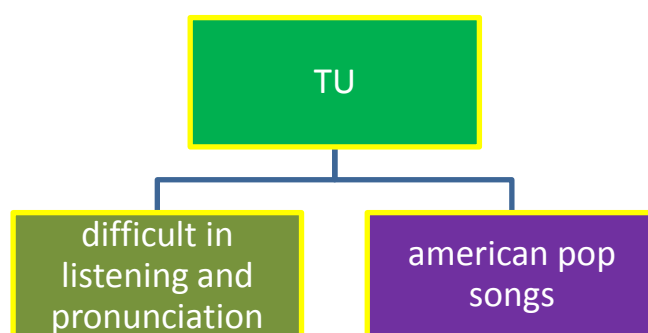 TU
difficult in
listening and
pronunciation
american pop
songs